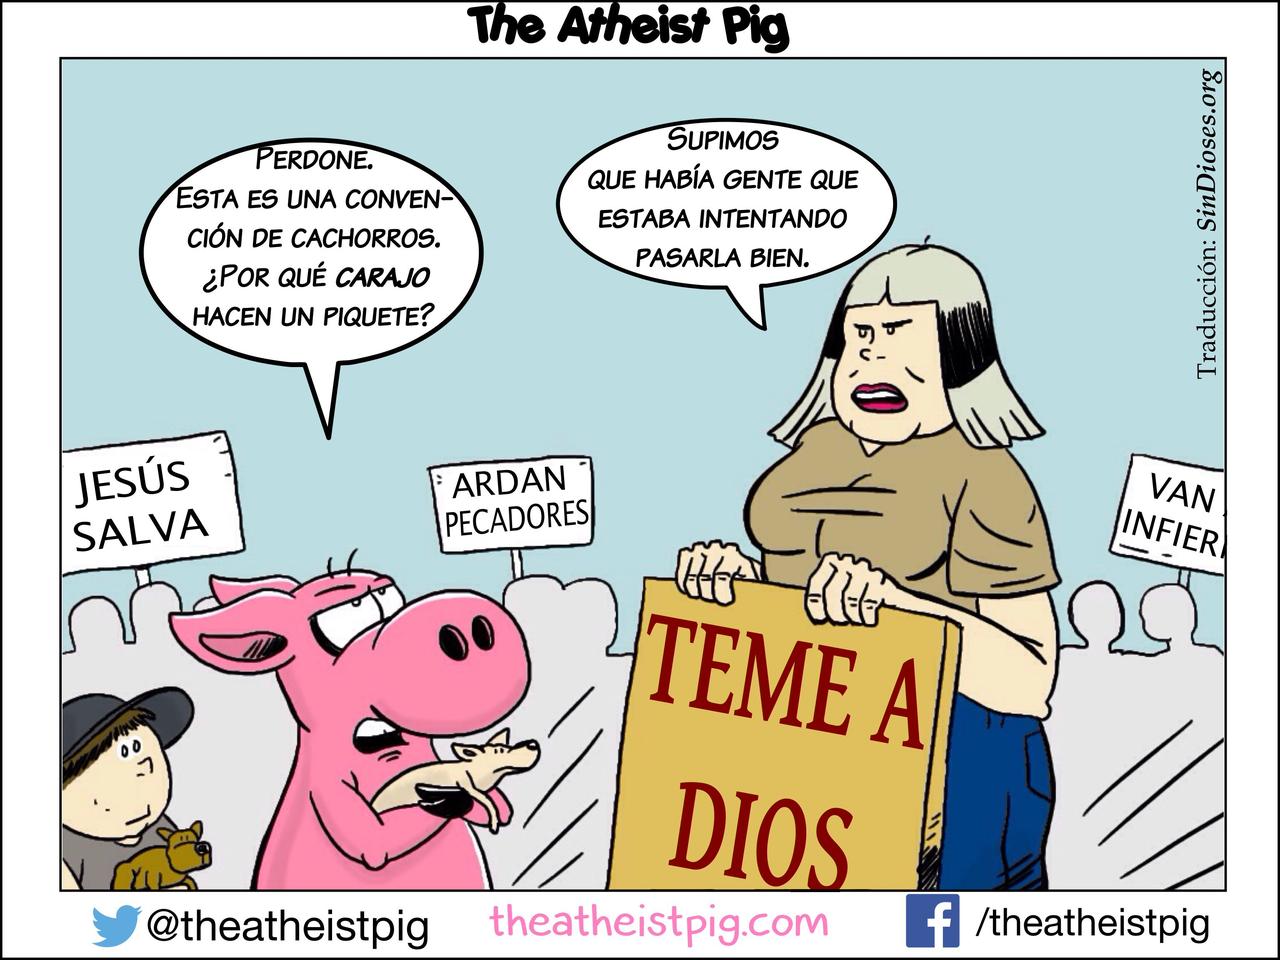 The Atheist Pig
Traducción: SinDioses.org
PERDONE.
ESTA ES UNA CONVEN-
CIÓN DE CACHORROS.
¿POR QUÉ CARAJO
HACEN UN PIQUETE?
SUPIMOS
QUE HABÍA GENTE QUE
ESTABA INTENTANDO
PASARLA BIEN.
JESÚS
SALVA
ARDAN
PECADORES
VAN
INFIER
TEME A
DIOS
@theatheistpig
theatheistpig.com
/theatheistpig